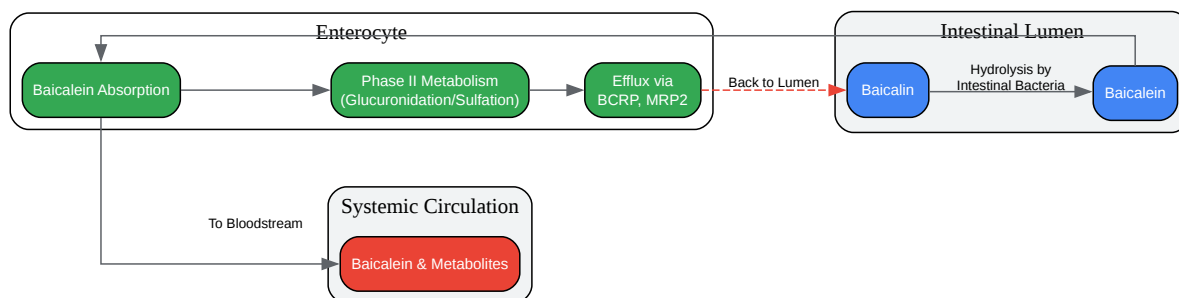 Enterocyte
Intestinal Lumen
Baicalein Absorption
Phase II Metabolism
(Glucuronidation/Sulfation)
Efflux via
BCRP, MRP2
Back to Lumen
Baicalin
Hydrolysis by
Intestinal Bacteria
Baicalein
To Bloodstream
Systemic Circulation
Baicalein & Metabolites